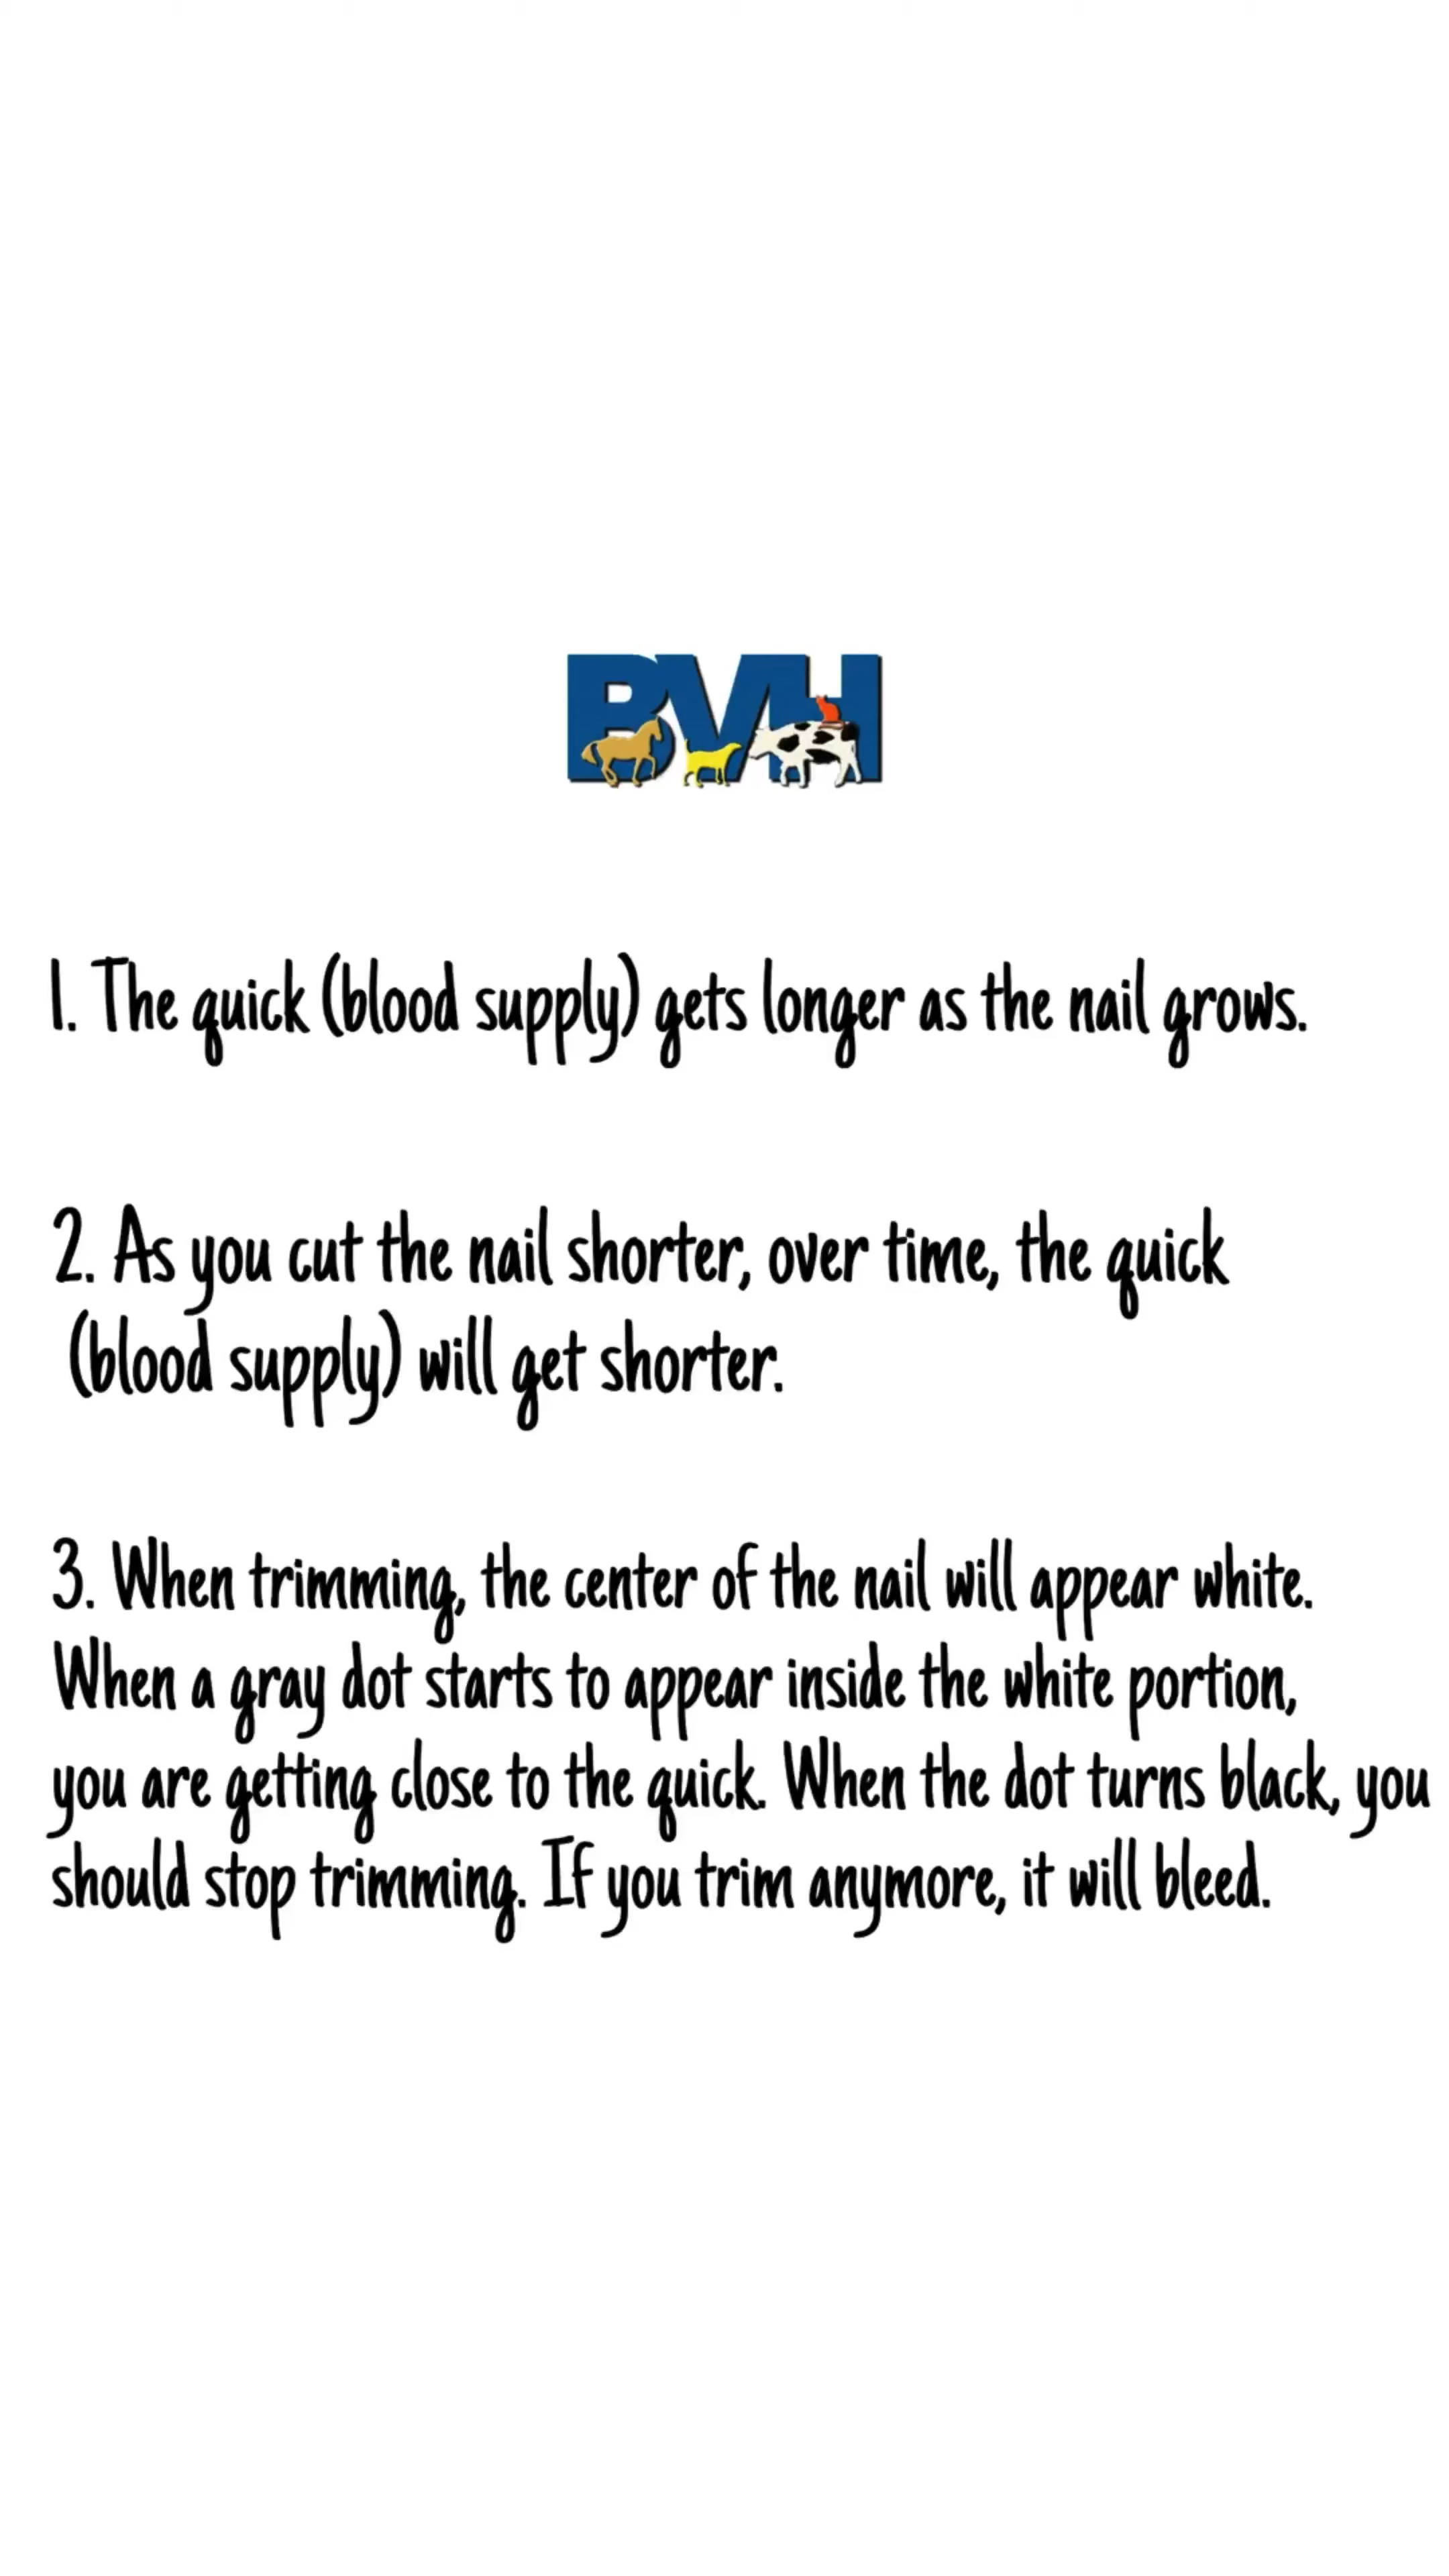 BVH
1. The quick (blood supply) gets longer as the nail grows.
2. As you cut the nail shorter, over time, the quick
(blood supply) will get shorter.
3. When trimming, the center of the nail will appear white.
When a gray dot starts to appear inside the white portion,
you are getting close to the quick. When the dot turns black, you
should stop trimming. If you trim anymore, it will bleed.